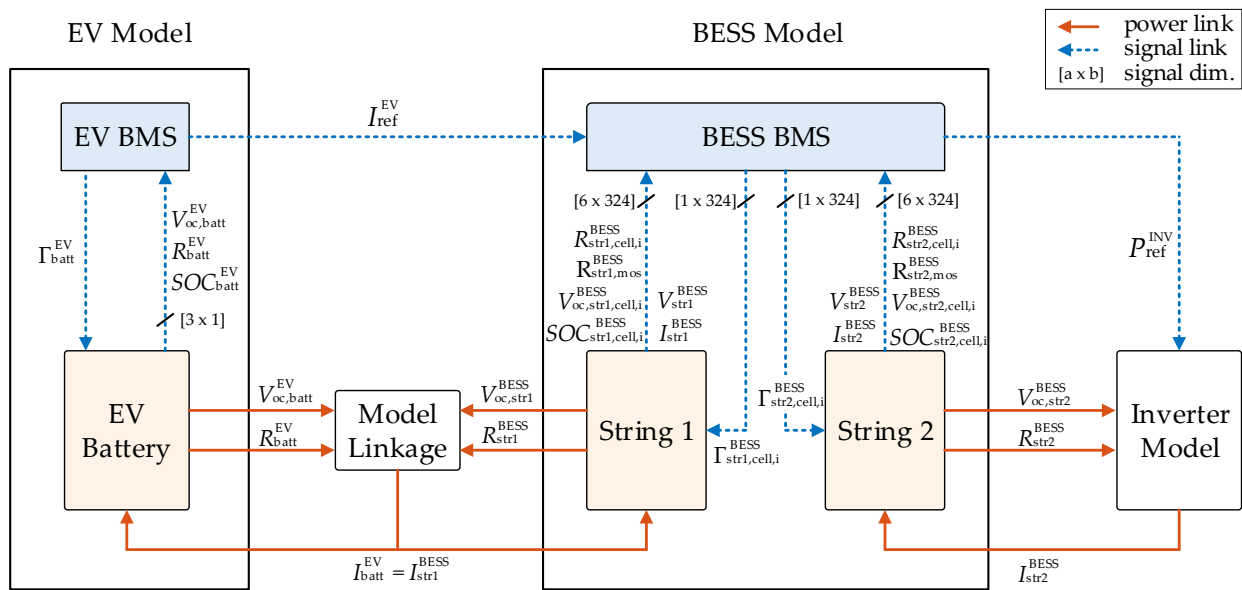 EV Model
BESS Model
power link
signal link
[a x b] signal dim.
EV BMS
I_ref^EV
BESS BMS
[6 x 324]
[1 x 324]
[1 x 324]
[6 x 324]
Γ_batt^EV
V_oc,batt^EV
R_batt^EV
SOC_batt^EV
[3 x 1]
R_str1,cell,i^BESS
R_str1,mos^BESS
V_oc,str1,cell,i^BESS
V_str1^BESS
SOC_str1,cell,i^BESS
I_str1^BESS
R_str2,cell,i^BESS
R_str2,mos^BESS
V_str2^BESS
V_oc,str2,cell,i^BESS
I_str2^BESS
SOC_str2,cell,i^BESS
P_ref^INV
EV
Battery
V_oc,batt^EV
R_batt^EV
Model
Linkage
V_oc,str1^BESS
R_str1^BESS
String 1
Γ_str1,cell,i^BESS
Γ_str2,cell,i^BESS
String 2
V_oc,str2^BESS
R_str2^BESS
Inverter
Model
I_batt^EV = I_str1^BESS
I_str2^BESS